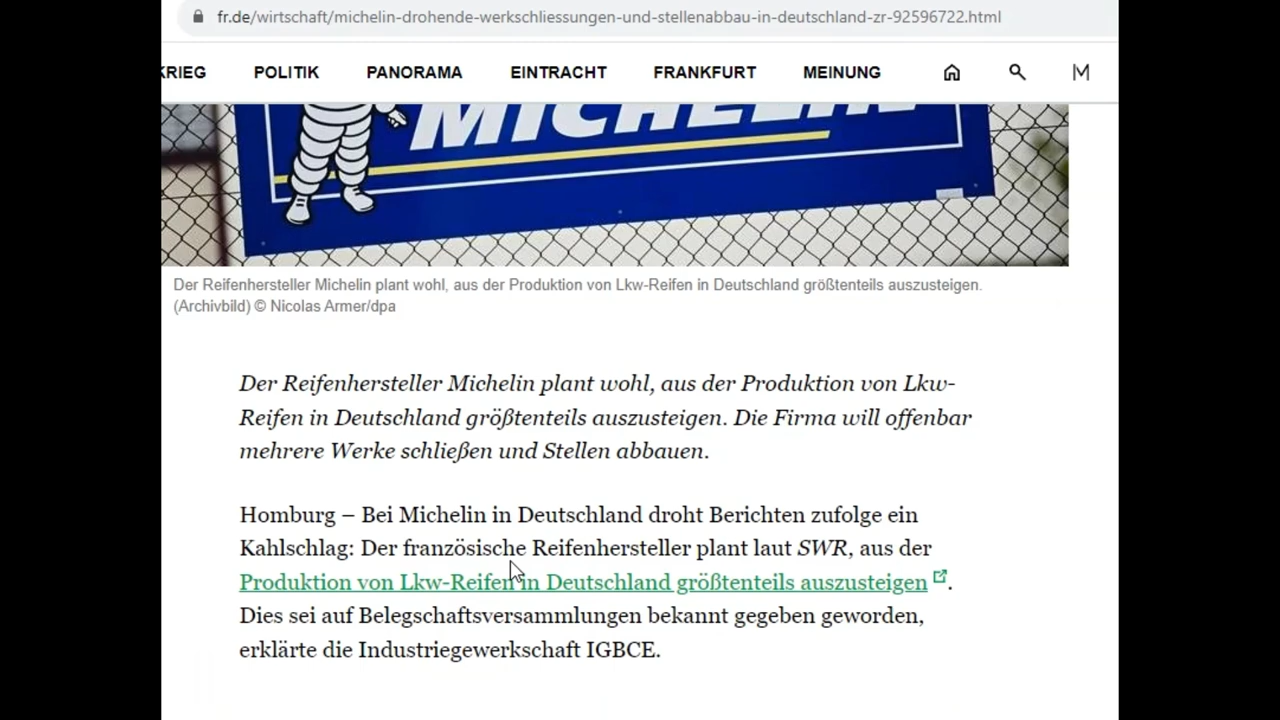 fr.de/wirtschaft/michelin-drohende-werkschliessungen-und-stellenabbau-in-deutschland-zr-92596722.html
KRIEG POLITIK PANORAMA EINTRACHT FRANKFURT MEINUNG M
MICHELIN
Der Reifenhersteller Michelin plant wohl, aus der Produktion von Lkw-Reifen in Deutschland größtenteils auszusteigen.
(Archivbild) © Nicolas Armer/dpa
Der Reifenhersteller Michelin plant wohl, aus der Produktion von Lkw-
Reifen in Deutschland größtenteils auszusteigen. Die Firma will offenbar
mehrere Werke schließen und Stellen abbauen.
Homburg – Bei Michelin in Deutschland droht Berichten zufolge ein
Kahlschlag: Der französische Reifenhersteller plant laut SWR, aus der
Produktion von Lkw-Reifen in Deutschland größtenteils auszusteigen.
Dies sei auf Belegschaftsversammlungen bekannt gegeben geworden,
erklärte die Industriegewerkschaft IGBCE.